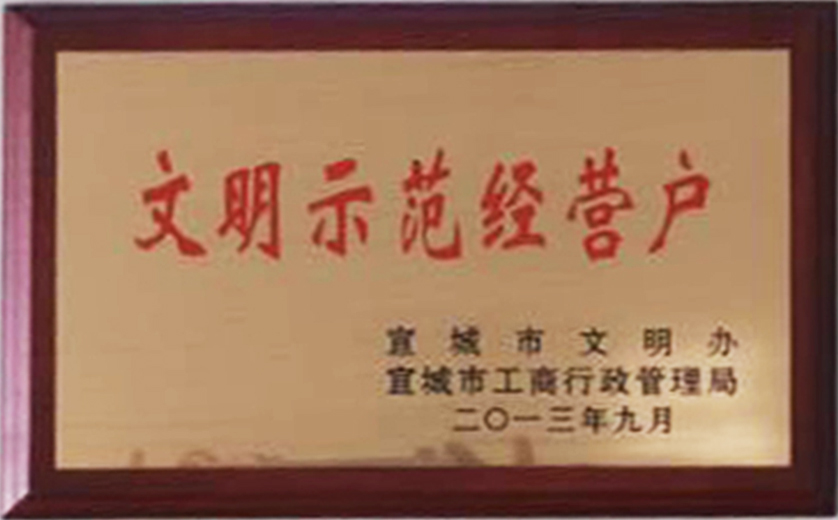 文明示范经营户
宣城市文明办
宣城市工商行政管理局
二〇一三年九月